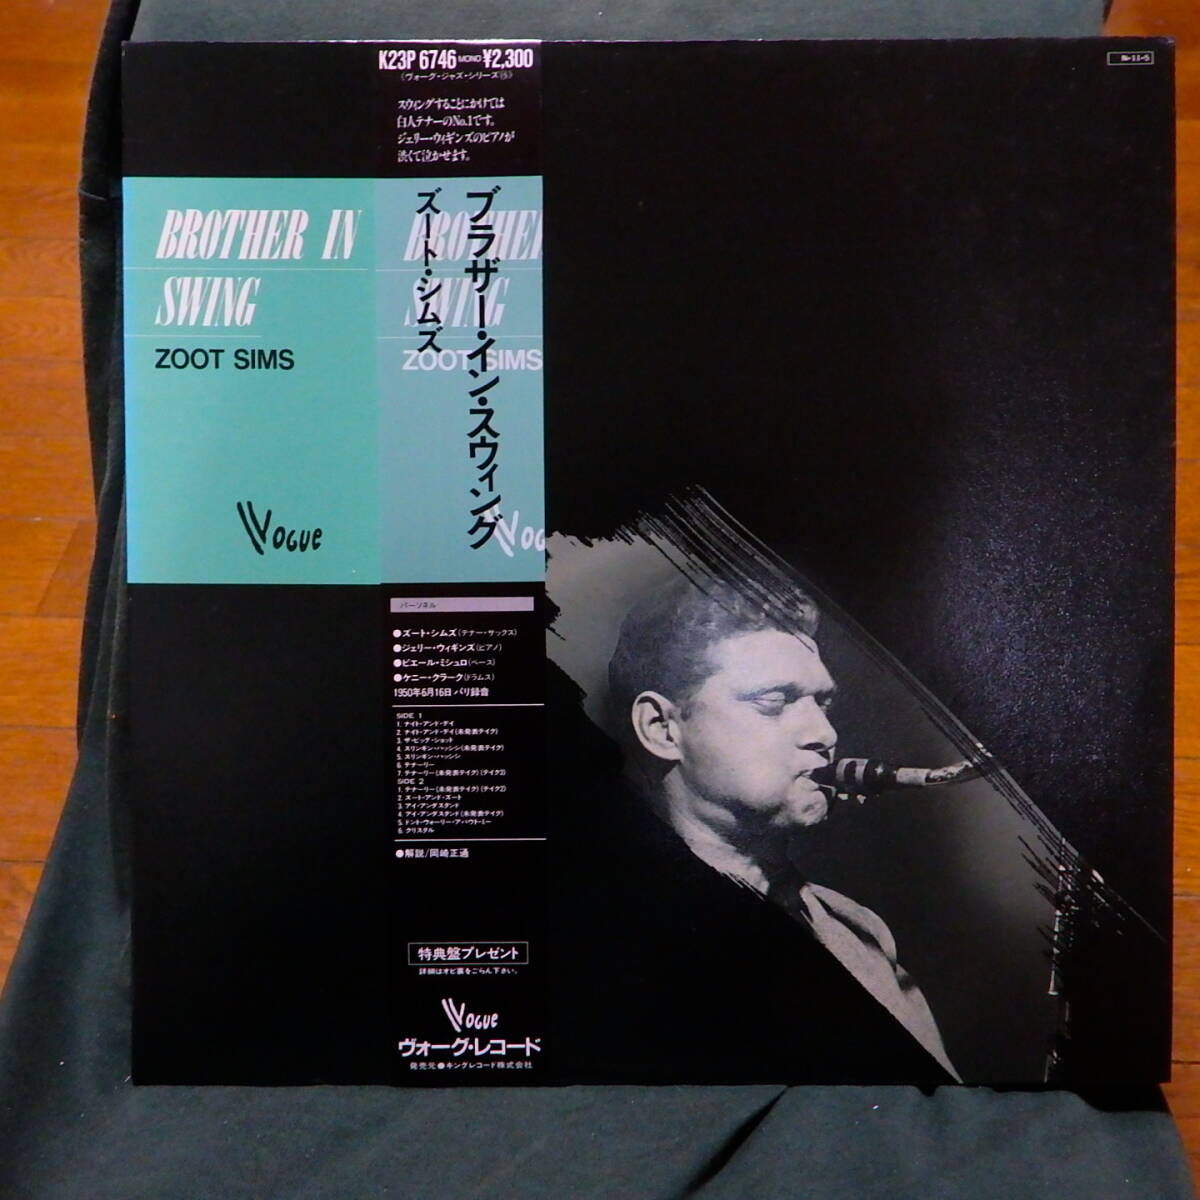 K23P 6746 MONO ¥2,300
《ヴォーグ・ジャズ・シリーズ⑮》
スウィングすることにかけては
白人テナーのNo.1です。
ジェリー・ウィギンズのピアノが
渋くて泣かせます。
BROTHER IN
SWING
ZOOT SIMS
Vogue
ブラザー・イン・スウィング
ズート・シムズ
BROTHE
SWING
ZOOT SIMS
パーソネル
●ズート・シムズ(テナー・サックス)
●ジェリー・ウィギンズ(ピアノ)
●ピエール・ミシュロ(ベース)
●ケニー・クラーク(ドラムス)
1950年6月16日 パリ録音
SIDE 1
1. ナイト・アンド・デイ
2. ナイト・アンド・デイ(未発表テイク)
3. ザ・ビッグ・ショット
4. スリンギン・ハッシシ(未発表テイク)
5. スリンギン・ハッシシ
6. テナーリー
7. テナーリー(未発表テイク)(テイク3)
SIDE 2
1. テナーリー(未発表テイク)(テイク2)
2. ズート・アンド・ズート
3. アイ・アンダスタンド
4. アイ・アンダスタンド(未発表テイク)
5. ドント・ウォーリー・アバウト・ミー
6. クリスタル
●解説/岡崎正通
特典盤プレゼント
詳細はオビ裏をごらん下さい。
Vogue
ヴォーグ・レコード
発売元●キングレコード株式会社